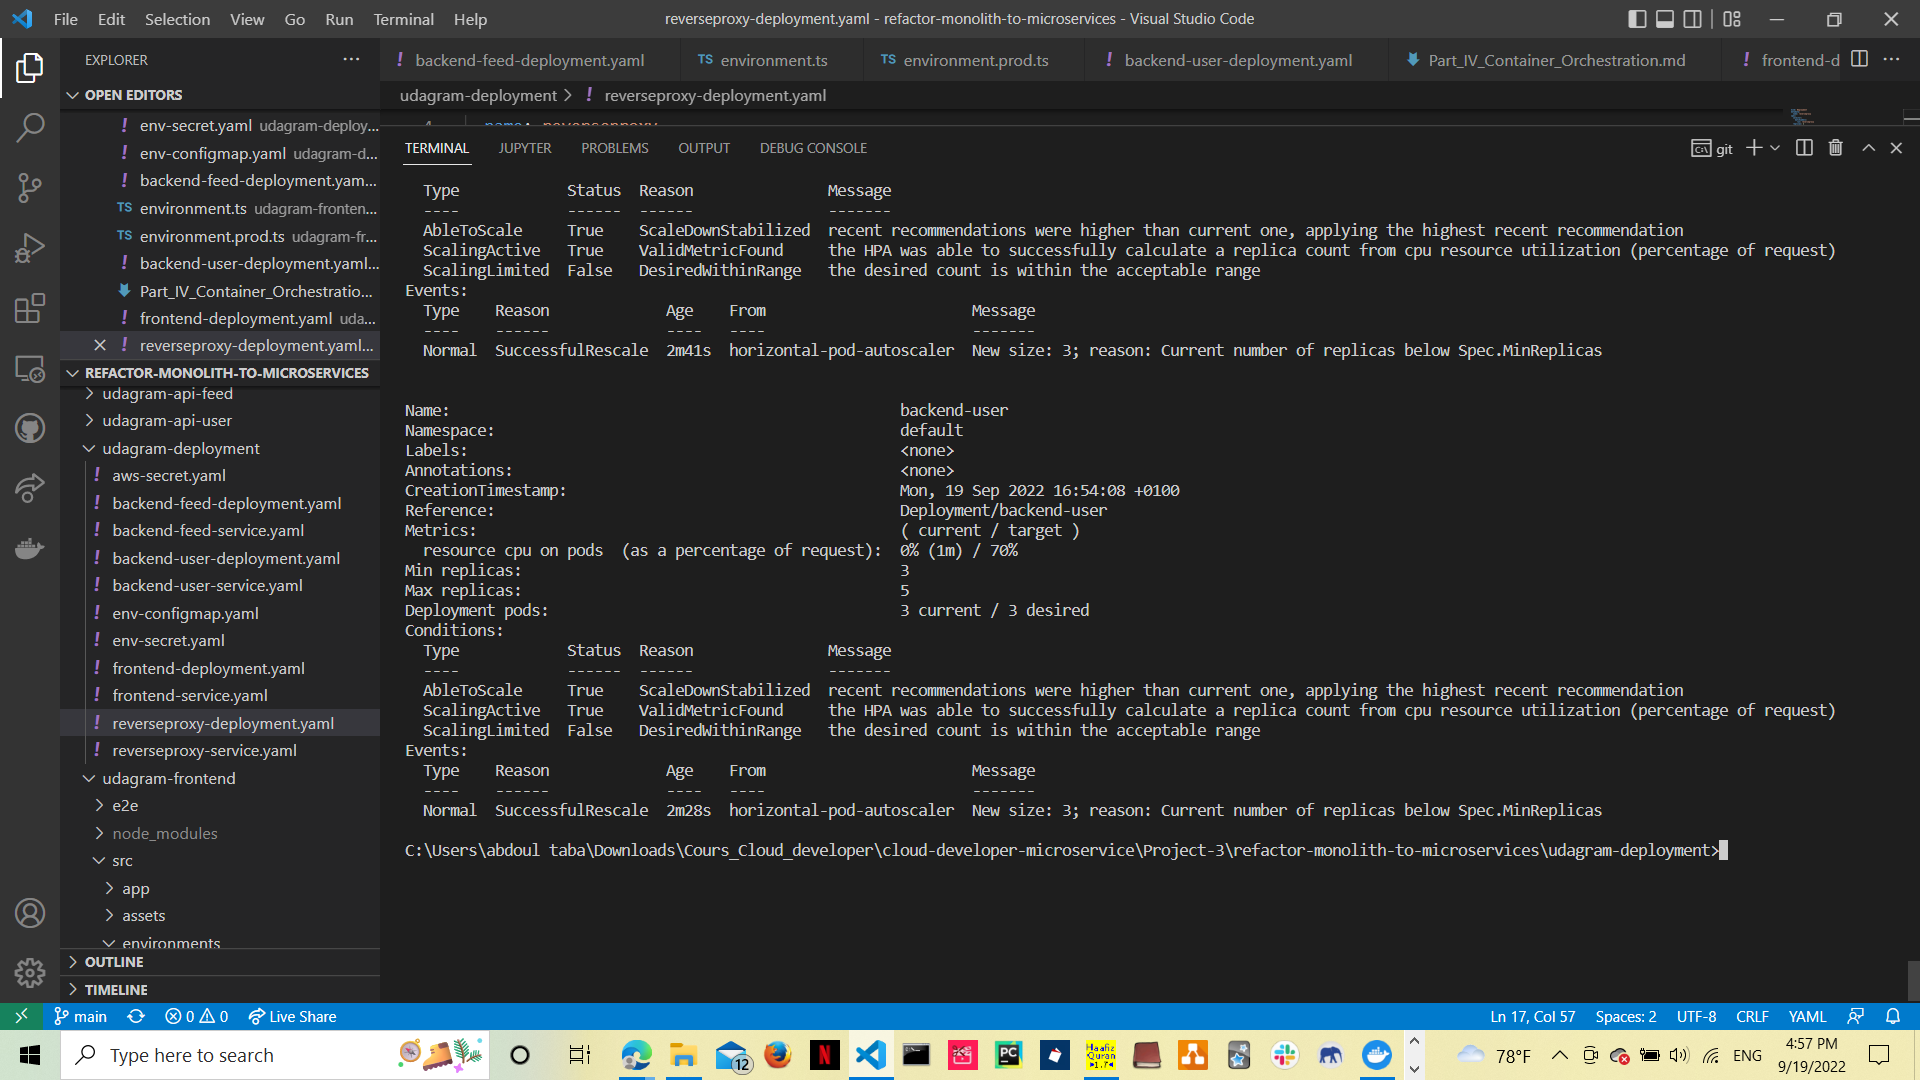 File Edit Selection View Go Run Terminal Help
reverseproxy-deployment.yaml - refactor-monolith-to-microservices - Visual Studio Code
EXPLORER
OPEN EDITORS
env-secret.yaml udagram-deploy...
env-configmap.yaml udagram-d...
backend-feed-deployment.yam...
TS environment.ts udagram-fronten...
TS environment.prod.ts udagram-fr...
backend-user-deployment.yaml...
Part_IV_Container_Orchestratio...
frontend-deployment.yaml uda...
reverseproxy-deployment.yaml...
REFACTOR-MONOLITH-TO-MICROSERVICES
udagram-api-feed
udagram-api-user
udagram-deployment
! aws-secret.yaml
! backend-feed-deployment.yaml
! backend-feed-service.yaml
! backend-user-deployment.yaml
! backend-user-service.yaml
! env-configmap.yaml
! env-secret.yaml
! frontend-deployment.yaml
! frontend-service.yaml
! reverseproxy-deployment.yaml
! reverseproxy-service.yaml
udagram-frontend
e2e
node_modules
src
app
assets
environments
OUTLINE
TIMELINE
! backend-feed-deployment.yaml TS environment.ts TS environment.prod.ts ! backend-user-deployment.yaml Part_IV_Container_Orchestration.md ! frontend-d
udagram-deployment > ! reverseproxy-deployment.yaml
TERMINAL JUPYTER PROBLEMS OUTPUT DEBUG CONSOLE
git
Type Status Reason Message
---- ------ ------ -------
AbleToScale True ScaleDownStabilized recent recommendations were higher than current one, applying the highest recent recommendation
ScalingActive True ValidMetricFound the HPA was able to successfully calculate a replica count from cpu resource utilization (percentage of request)
ScalingLimited False DesiredWithinRange the desired count is within the acceptable range
Events:
Type Reason Age From Message
---- ------ ---- ---- -------
Normal SuccessfulRescale 2m41s horizontal-pod-autoscaler New size: 3; reason: Current number of replicas below Spec.MinReplicas
Name: backend-user
Namespace: default
Labels: <none>
Annotations: <none>
CreationTimestamp: Mon, 19 Sep 2022 16:54:08 +0100
Reference: Deployment/backend-user
Metrics: ( current / target )
resource cpu on pods (as a percentage of request): 0% (1m) / 70%
Min replicas: 3
Max replicas: 5
Deployment pods: 3 current / 3 desired
Conditions:
Type Status Reason Message
---- ------ ------ -------
AbleToScale True ScaleDownStabilized recent recommendations were higher than current one, applying the highest recent recommendation
ScalingActive True ValidMetricFound the HPA was able to successfully calculate a replica count from cpu resource utilization (percentage of request)
ScalingLimited False DesiredWithinRange the desired count is within the acceptable range
Events:
Type Reason Age From Message
---- ------ ---- ---- -------
Normal SuccessfulRescale 2m28s horizontal-pod-autoscaler New size: 3; reason: Current number of replicas below Spec.MinReplicas
C:\Users\abdoul taba\Downloads\Cours_Cloud_developer\cloud-developer-microservice\Project-3\refactor-monolith-to-microservices\udagram-deployment>
main 0 0 Live Share
Ln 17, Col 57 Spaces: 2 UTF-8 CRLF YAML
Type here to search
12
N
PC
Haafiz Quran 1.7
78°F
ENG
4:57 PM
9/19/2022